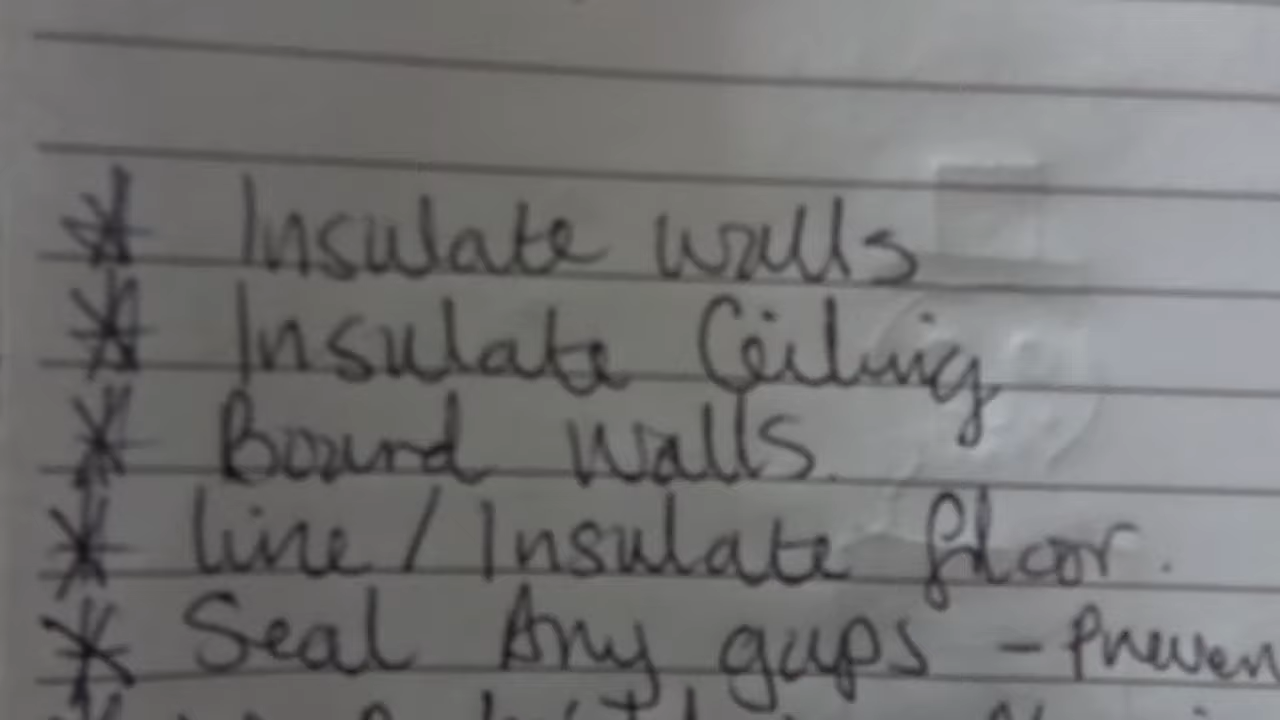 * Insulate walls
* Insulate Ceiling
* Board walls.
* line / Insulate floor.
* Seal Any gaps - Preven